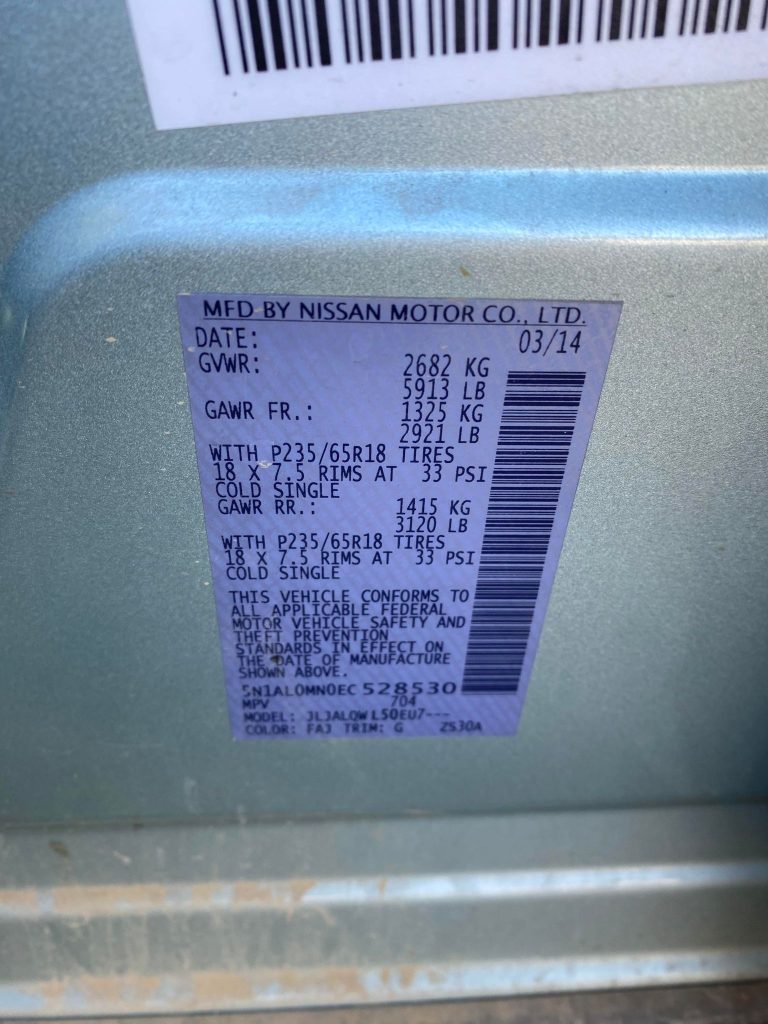 MFD BY NISSAN MOTOR CO., LTD.
DATE: 03/14
GVWR: 2682 KG
5913 LB
GAWR FR.: 1325 KG
2921 LB
WITH P235/65R18 TIRES
18 X 7.5 RIMS AT 33 PSI
COLD SINGLE
GAWR RR.: 1415 KG
3120 LB
WITH P235/65R18 TIRES
18 X 7.5 RIMS AT 33 PSI
COLD SINGLE
THIS VEHICLE CONFORMS TO
ALL APPLICABLE FEDERAL
MOTOR VEHICLE SAFETY AND
THEFT PREVENTION
STANDARDS IN EFFECT ON
THE DATE OF MANUFACTURE
SHOWN ABOVE.
5N1AL0MN0EC 528530
MPV 704
MODEL: JLJALQW L50EU7---
COLOR: FAJ TRIM: G ZS30A